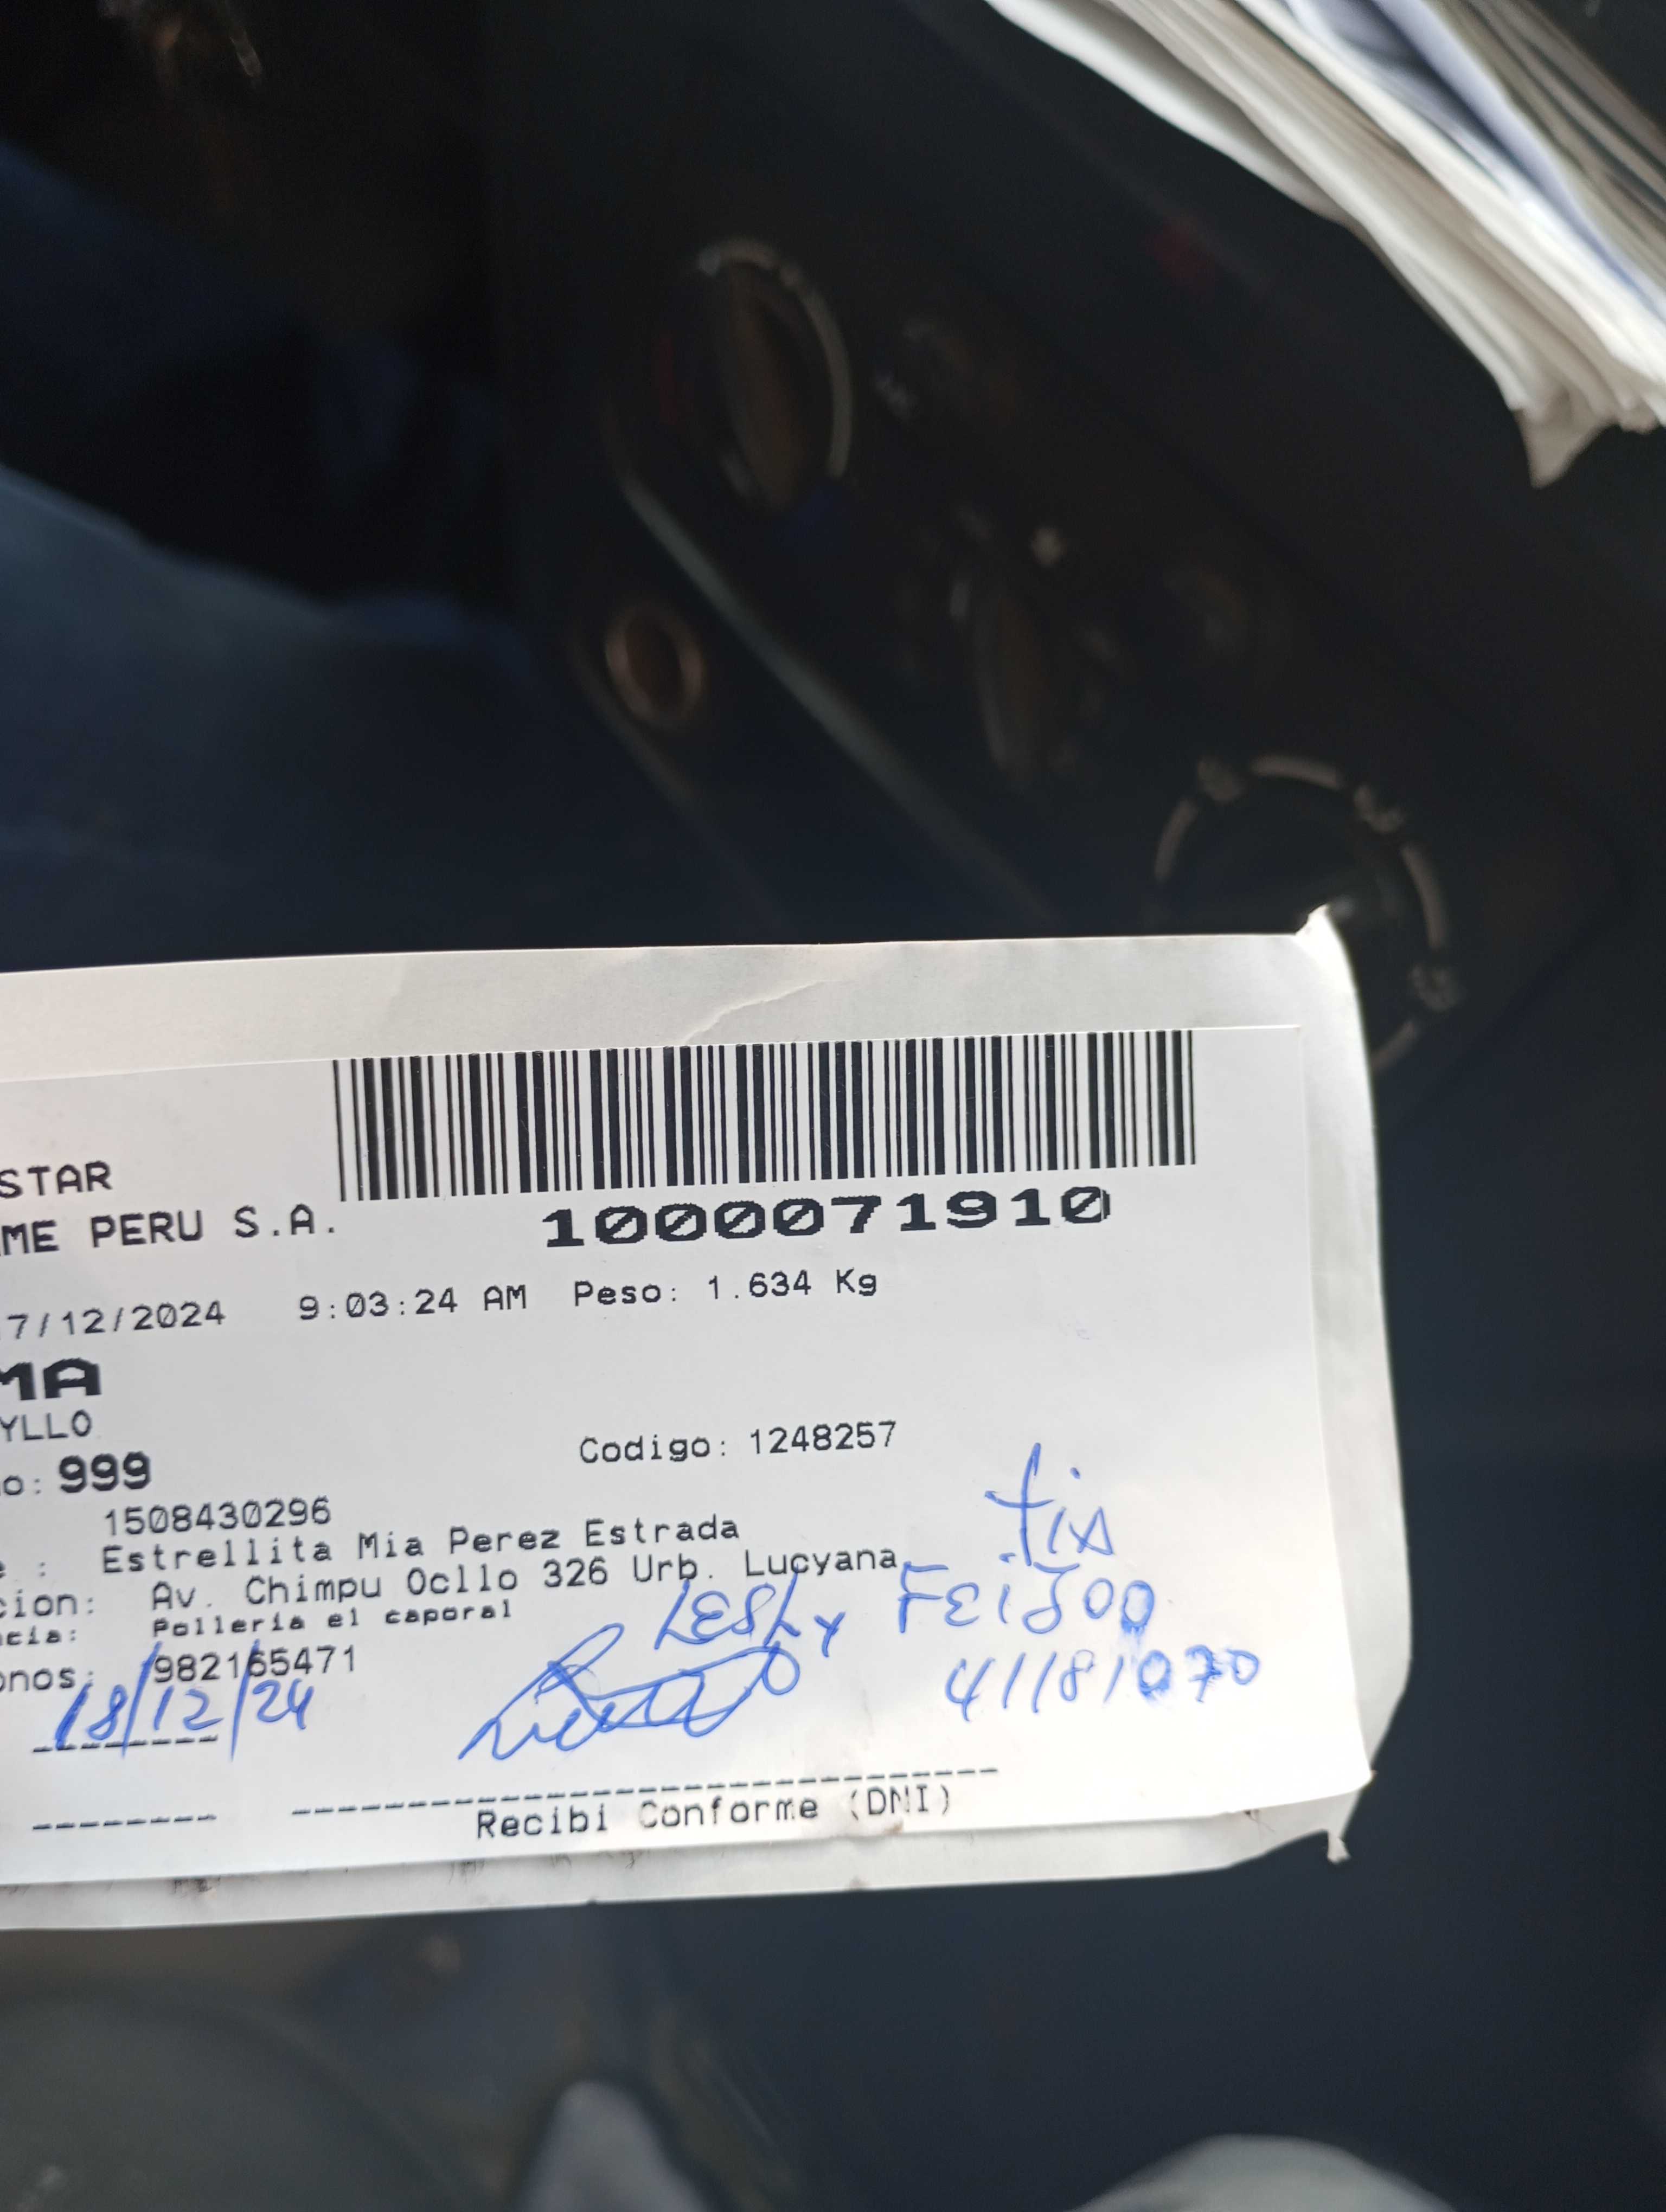 STAR
ME PERU S.A.
1000071910
7/12/2024 9:03:24 AM Peso: 1.634 Kg
MA
YLLO
Codigo: 1248257
o: 999
1508430296
e : Estrellita Mia Perez Estrada
cion: Av. Chimpu Ocllo 326 Urb. Lucyana
ncia: Polleria el caporal
onos: 982165471
tia
LESLY FEIJOO
41181070
18/12/24
Recibi Conforme (DNI)